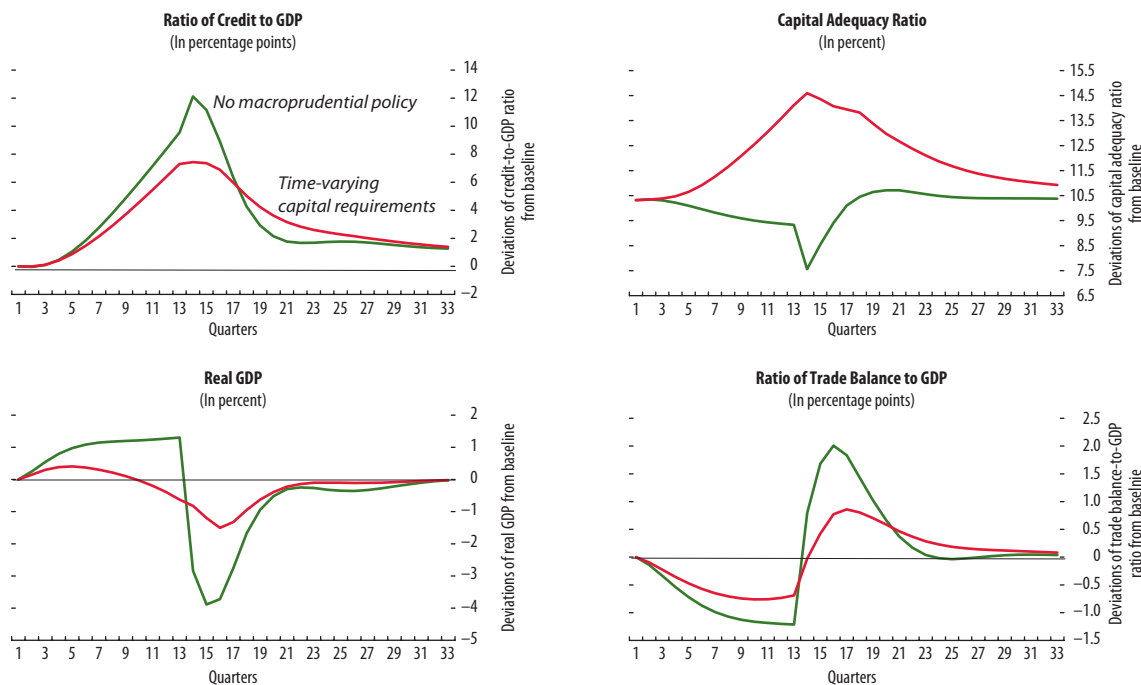 Ratio of Credit to GDP
(In percentage points)
14
12
10
8
6
4
2
0
−2
Deviations of credit-to-GDP ratio
from baseline
No macroprudential policy
Time-varying
capital requirements
1 3 5 7 9 11 13 15 17 19 21 23 25 27 29 31 33
Quarters
Capital Adequacy Ratio
(In percent)
15.5
14.5
13.5
12.5
11.5
10.5
9.5
8.5
7.5
6.5
Deviations of capital adequacy ratio
from baseline
1 3 5 7 9 11 13 15 17 19 21 23 25 27 29 31 33
Quarters
Real GDP
(In percent)
2
1
0
−1
−2
−3
−4
−5
Deviations of real GDP from baseline
1 3 5 7 9 11 13 15 17 19 21 23 25 27 29 31 33
Quarters
Ratio of Trade Balance to GDP
(In percentage points)
2.5
2.0
1.5
1.0
0.5
0
−0.5
−1.0
−1.5
Deviations of trade balance-to-GDP
ratio from baselnie
1 3 5 7 9 11 13 15 17 19 21 23 25 27 29 31 33
Quarters